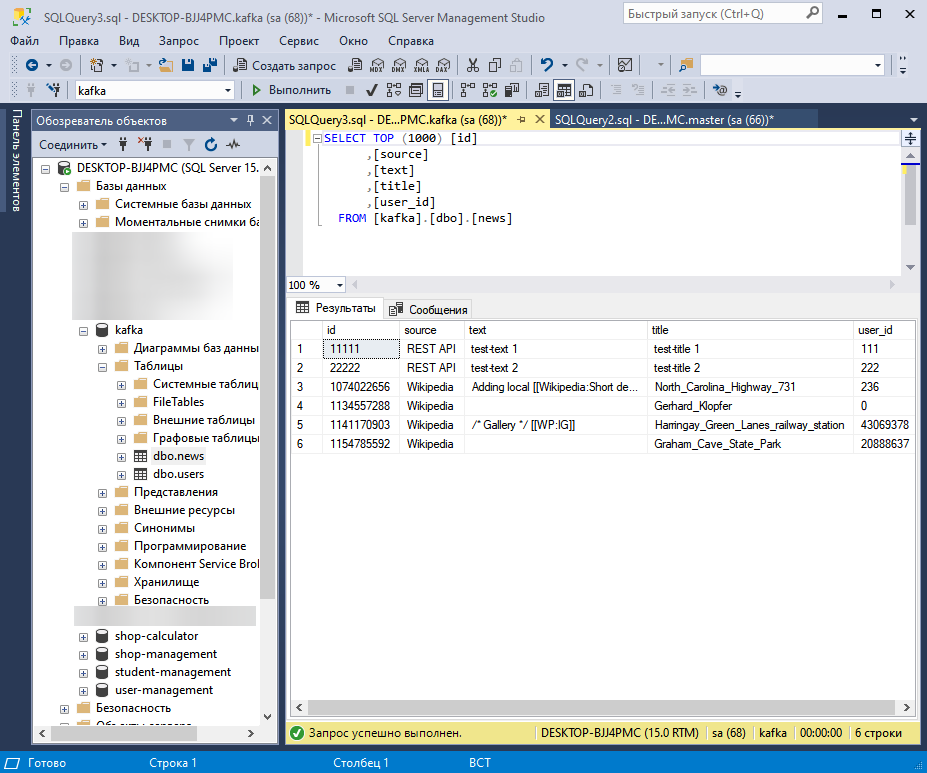 SQLQuery3.sql - DESKTOP-BJJ4PMC.kafka (sa (68))* - Microsoft SQL Server Management Studio
Быстрый запуск (Ctrl+Q)
Файл Правка Вид Запрос Проект Сервис Окно Справка
Создать запрос MDX DMX XMLA DAX
kafka Выполнить
Панель элементов
Обозреватель объектов
SQLQuery3.sql - DE...PMC.kafka (sa (68))* SQLQuery2.sql - DE...MC.master (sa (66))*
Соединить
DESKTOP-BJJ4PMC (SQL Server 15.
Базы данных
Системные базы данных
Моментальные снимки ба
kafka
Диаграммы баз данны
Таблицы
Системные таблиц
FileTables
Внешние таблицы
Графовые таблицы
dbo.news
dbo.users
Представления
Внешние ресурсы
Синонимы
Программирование
Компонент Service Brol
Хранилище
Безопасность
shop-calculator
shop-management
student-management
user-management
Безопасность
SELECT TOP (1000) [id]
,[source]
,[text]
,[title]
,[user_id]
FROM [kafka].[dbo].[news]
100 %
Результаты Сообщения
id source text title user_id
1 11111 REST API test-text 1 test-title 1 111
2 22222 REST API test-text 2 test-title 2 222
3 1074022656 Wikipedia Adding local [[Wikipedia:Short de... North_Carolina_Highway_731 236
4 1134557288 Wikipedia Gerhard_Klopfer 0
5 1141170903 Wikipedia /* Gallery */ [[WP:IG]] Harringay_Green_Lanes_railway_station 43069378
6 1154785592 Wikipedia Graham_Cave_State_Park 20888637
Запрос успешно выполнен. DESKTOP-BJJ4PMC (15.0 RTM) sa (68) kafka 00:00:00 6 строки
Готово Строка 1 Столбец 1 ВСТ